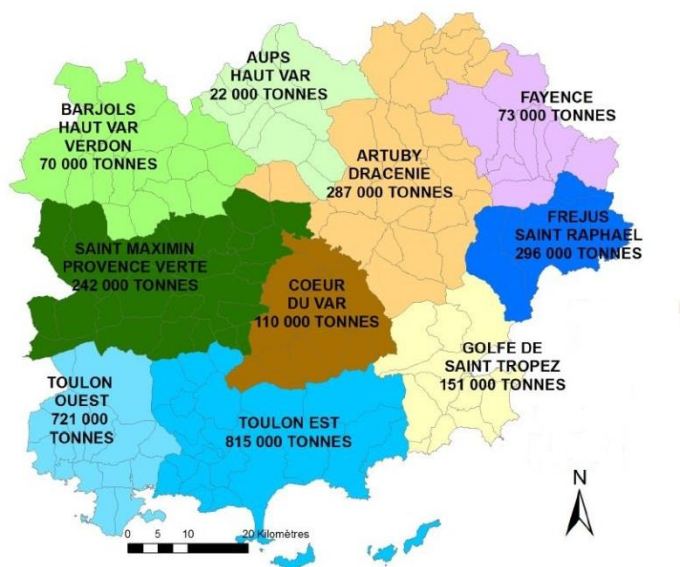 AUPS
HAUT VAR
22 000 TONNES
FAYENCE
73 000 TONNES
BARJOLS
HAUT VAR
VERDON
70 000 TONNES
ARTUBY
DRACENIE
287 000 TONNES
FREJUS
SAINT RAPHAEL
296 000 TONNES
SAINT MAXIMIN
PROVENCE VERTE
242 000 TONNES
COEUR
DU VAR
110 000 TONNES
GOLFE DE
SAINT TROPEZ
151 000 TONNES
TOULON
OUEST
721 000
TONNES
TOULON EST
815 000 TONNES
N
0 5 10 20 Kilomètres